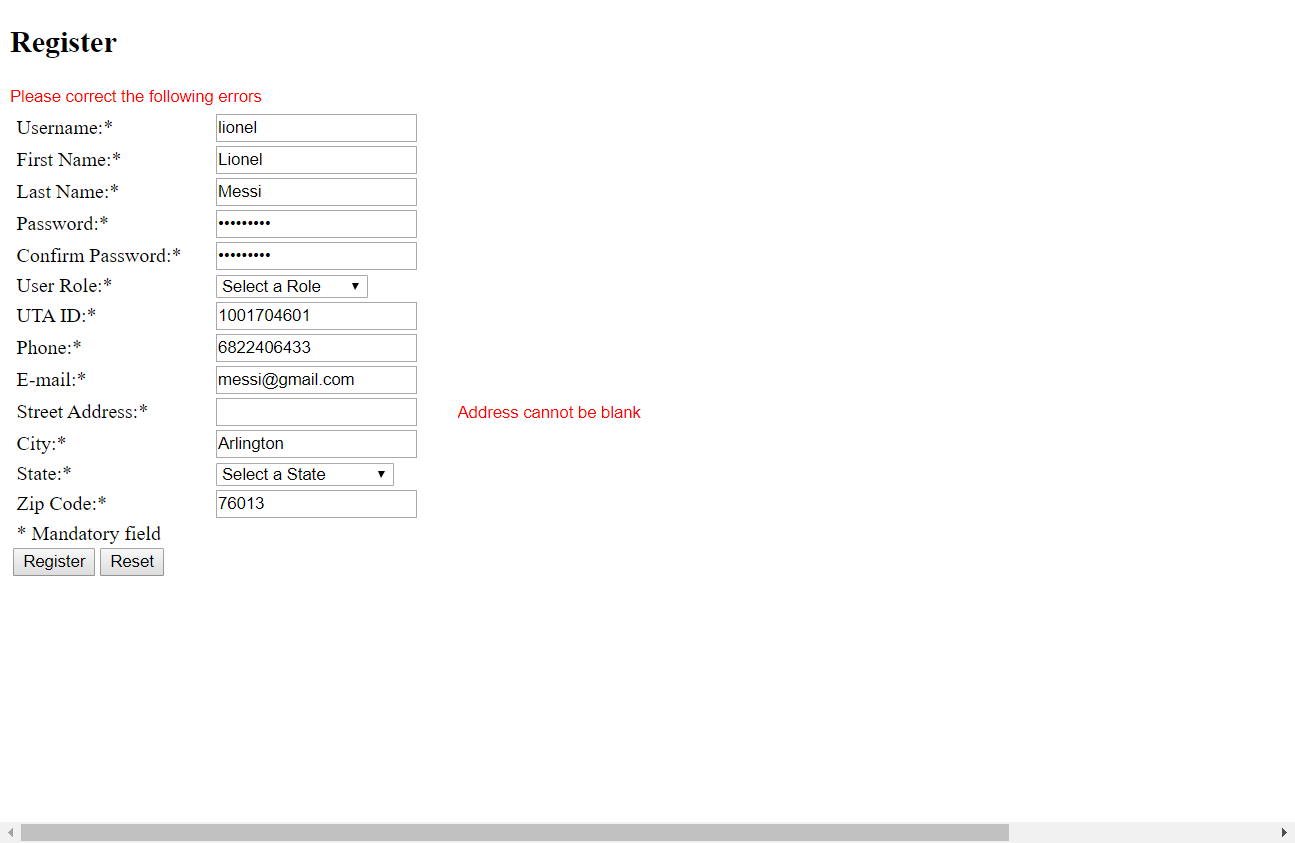 Register
Please correct the following errors
Username:* lionel
First Name:* Lionel
Last Name:* Messi
Password:* •••••••••
Confirm Password:* •••••••••
User Role:* Select a Role
UTA ID:* 1001704601
Phone:* 6822406433
E-mail:* messi@gmail.com
Street Address:* Address cannot be blank
City:* Arlington
State:* Select a State
Zip Code:* 76013
* Mandatory field
Register Reset